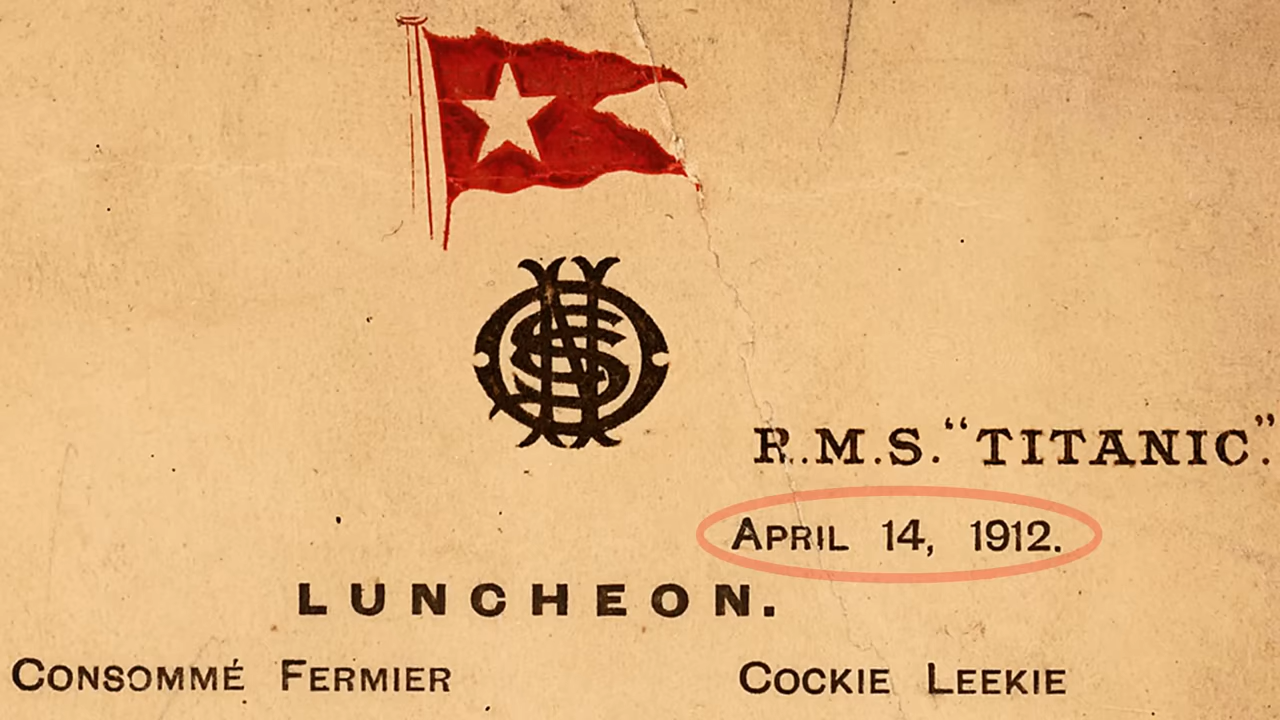 R.M.S. “TITANIC”.
APRIL 14, 1912.
LUNCHEON.
CONSOMMÉ FERMIER COCKIE LEEKIE